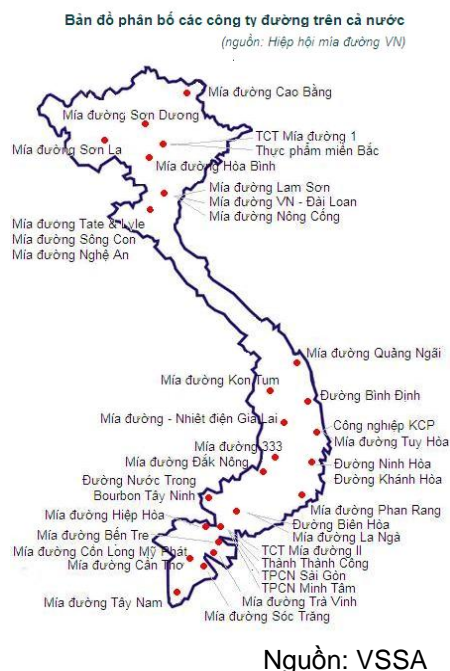 Bản đồ phân bố các công ty đường trên cả nước
(nguồn: Hiệp hội mía đường VN)
Mía đường Cao Bằng
Mía đường Sơn Dương
TCT Mía đường 1
Mía đường Sơn La
Thực phẩm miền Bắc
Mía đường Hòa Bình
Mía đường Lam Sơn
Mía đường VN - Đài Loan
Mía đường Nông Cống
Mía đường Tate & Lyle
Mía đường Sông Con
Mía đường Nghệ An
Mía đường Quảng Ngãi
Mía đường Kon Tum
Đường Bình Định
Mía đường - Nhiệt điện Gia Lai
Công nghiệp KCP
Mía đường Tuy Hòa
Mía đường 333
Mía đường Đắk Nông
Đường Ninh Hòa
Đường Khánh Hòa
Đường Nước Trong
Bourbon Tây Ninh
Mía đường Phan Rang
Mía đường Hiệp Hòa
Đường Biên Hòa
Mía đường La Ngà
Mía đường Bến Tre
TCT Mía đường II
Mía đường Cồn Long Mỹ Phát
Thành Thành Công
Mía đường Cần Thơ
TPCN Sài Gòn
TPCN Minh Tâm
Mía đường Tây Nam
Mía đường Trà Vinh
Mía đường Sóc Trăng
Nguồn: VSSA